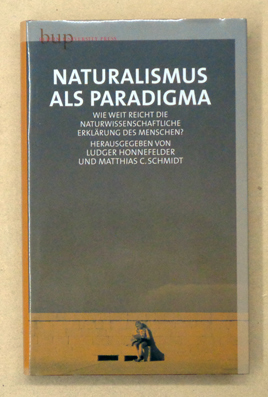 bup
NATURALISMUS
ALS PARADIGMA
WIE WEIT REICHT DIE
NATURWISSENSCHAFTLICHE
ERKLÄRUNG DES MENSCHEN?
HERAUSGEGEBEN VON
LUDGER HONNEFELDER
UND MATTHIAS C. SCHMIDT